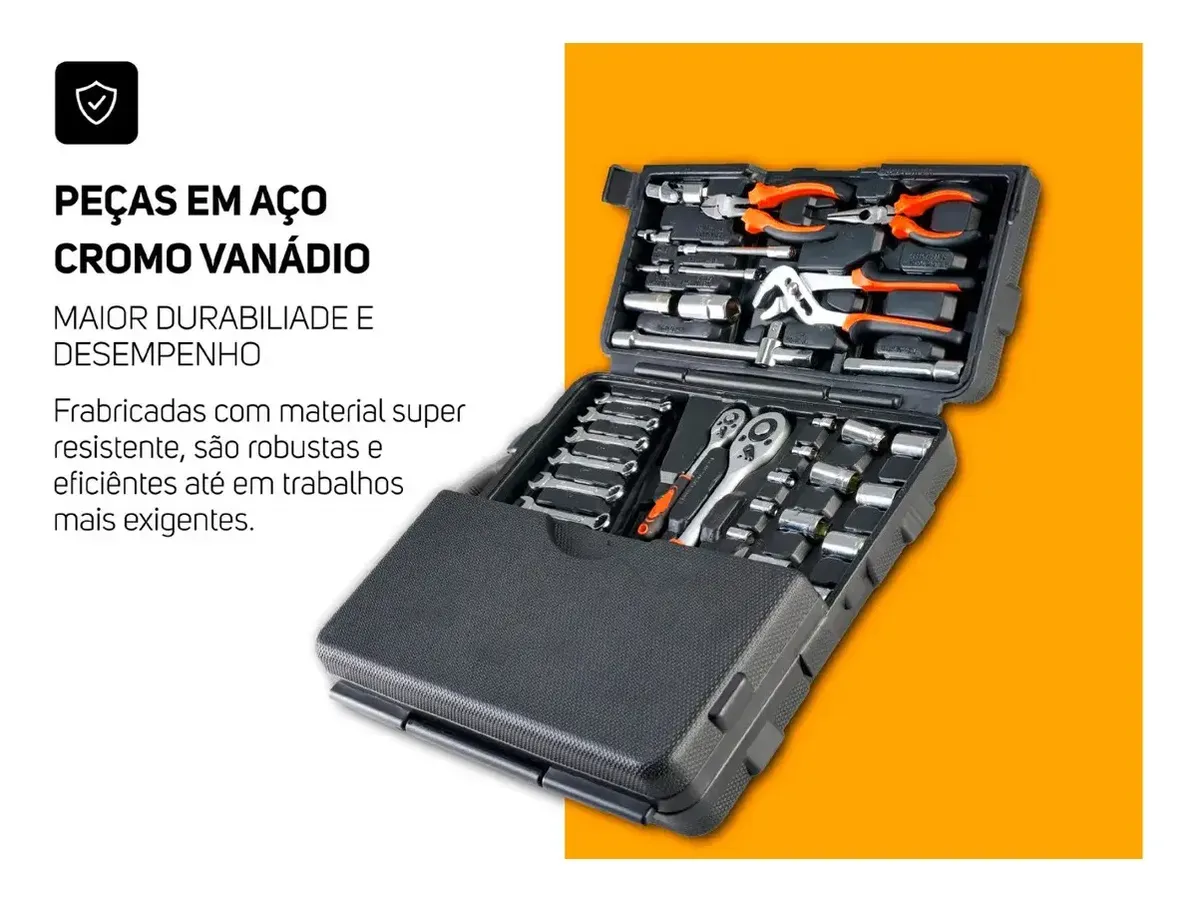 PEÇAS EM AÇO
CROMO VANÁDIO
MAIOR DURABILIADE E
DESEMPENHO
Frabricadas com material super
resistente, são robustas e
eficiêntes até em trabalhos
mais exigentes.